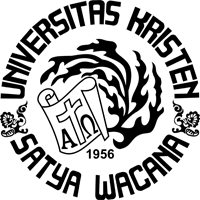 UNIVERSITAS KRISTEN
A Ω
1956
SATYA WACANA